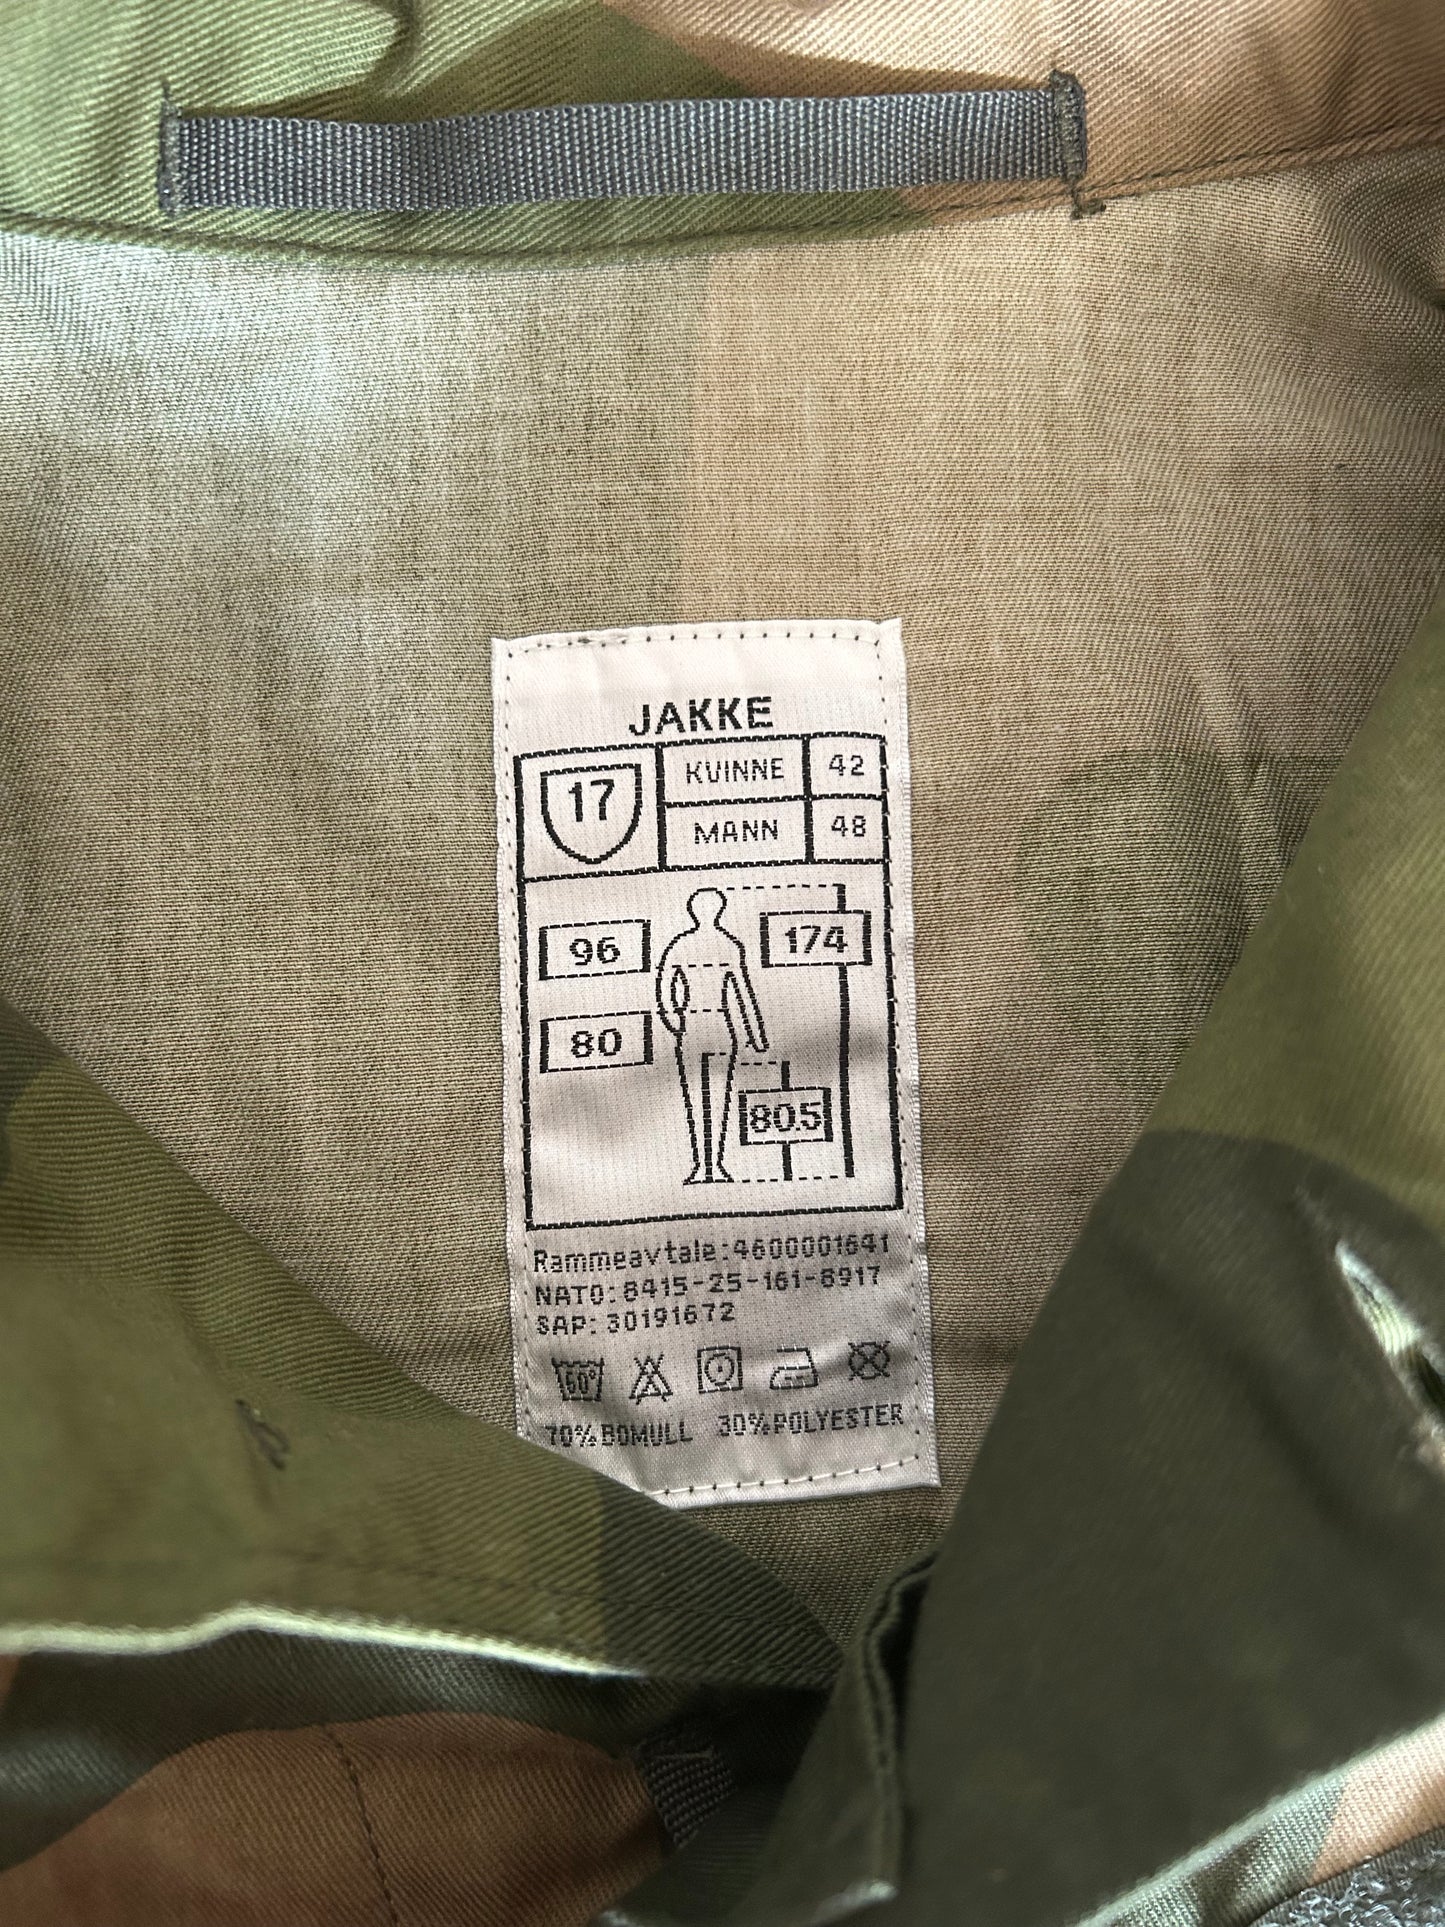 JAKKE
17
KVINNE 42
MANN 48
96
174
80
80.5
Rammeavtale:4600001641
NATO:8415-25-161-8917
SAP: 30191672
60°
70%BOMULL 30%POLYESTER